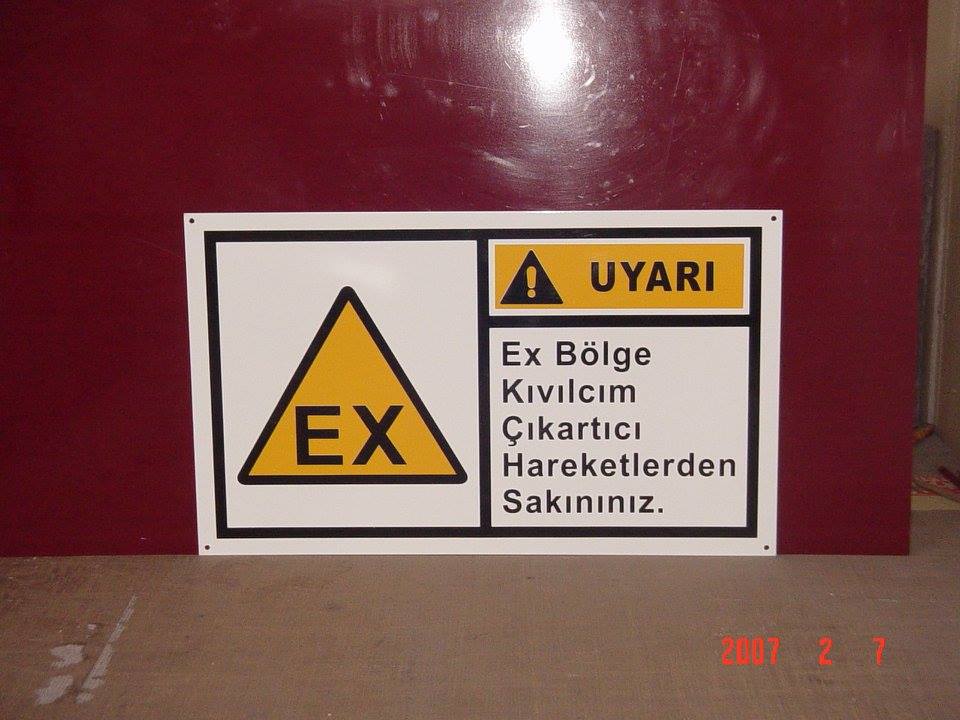 EX
UYARI
Ex Bölge
Kıvılcım
Çıkartıcı
Hareketlerden
Sakınınız.
2007 2 7